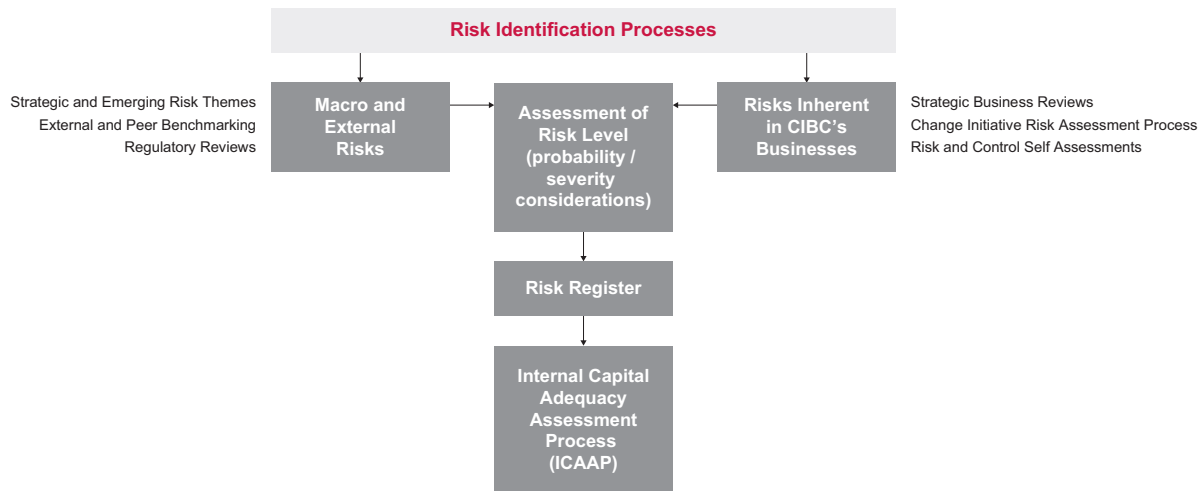 Risk Identification Processes
Strategic and Emerging Risk Themes
External and Peer Benchmarking
Regulatory Reviews
Macro and
External
Risks
Assessment of
Risk Level
(probability /
severity
considerations)
Risks Inherent
in CIBC's
Businesses
Strategic Business Reviews
Change Initiative Risk Assessment Process
Risk and Control Self Assessments
Risk Register
Internal Capital
Adequacy
Assessment
Process
(ICAAP)